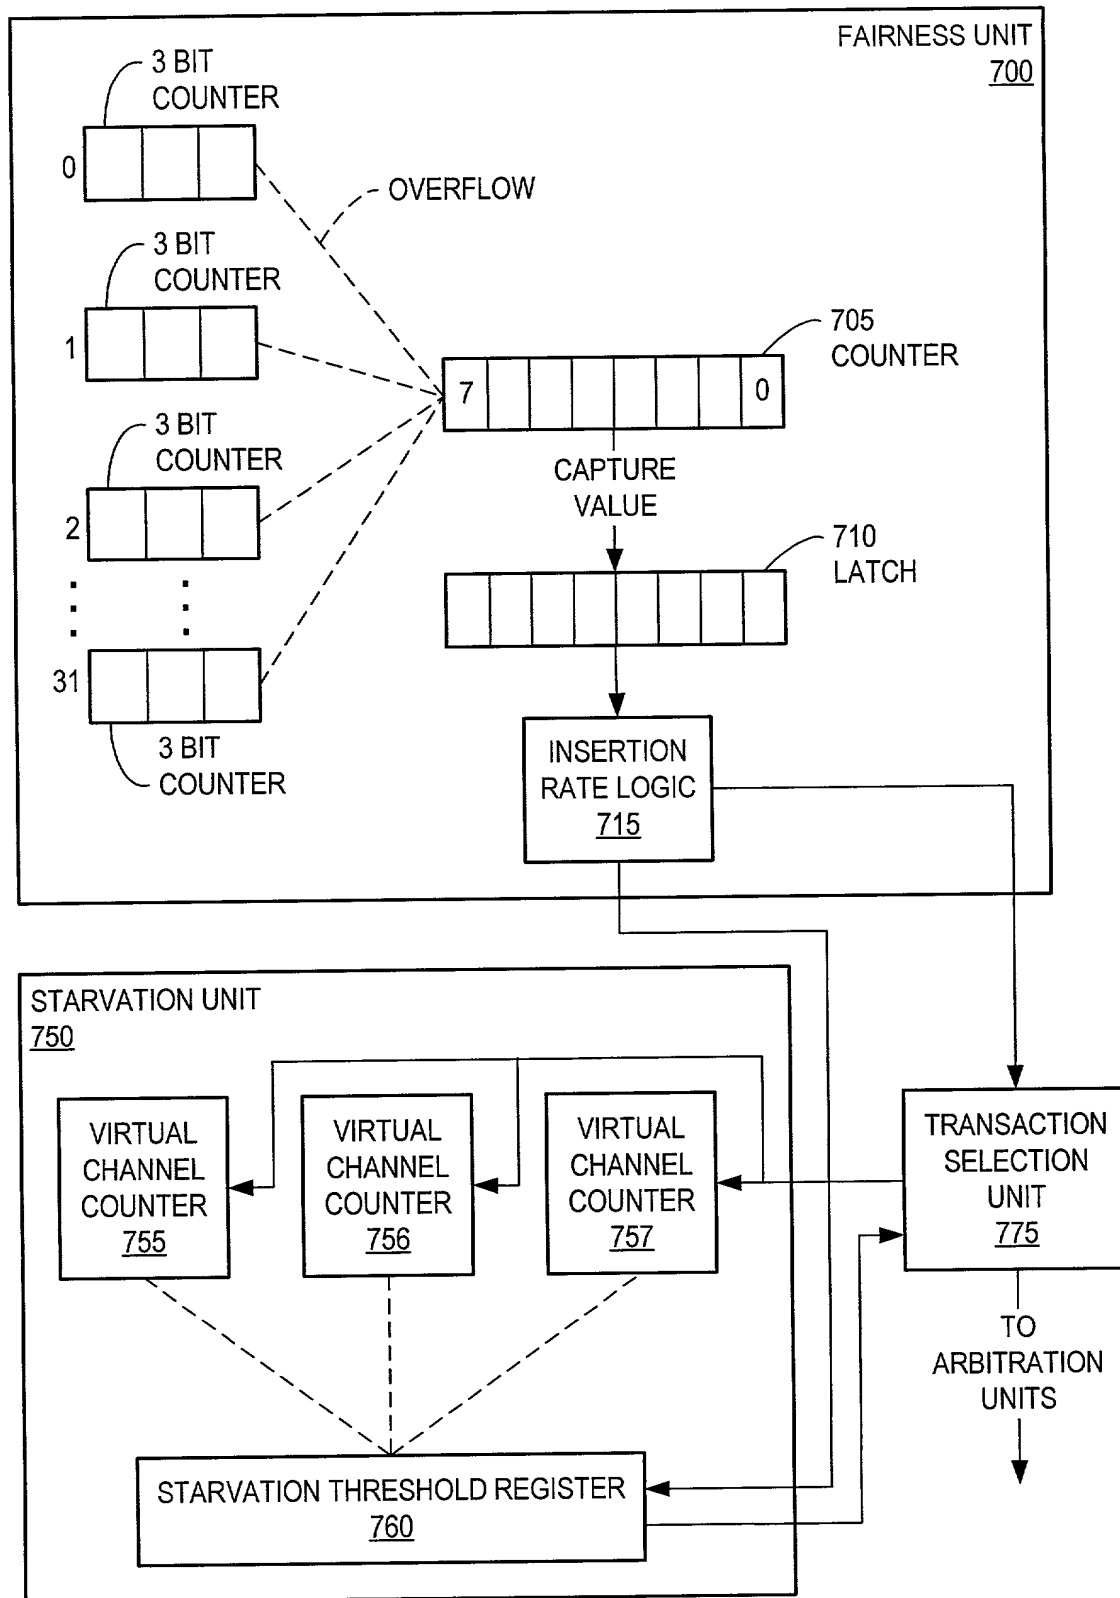 FAIRNESS UNIT
700
3 BIT
COUNTER
0
OVERFLOW
3 BIT
COUNTER
1
705
COUNTER
7
0
3 BIT
COUNTER
2
CAPTURE
VALUE
710
LATCH
31
3 BIT
COUNTER
INSERTION
RATE LOGIC
715
STARVATION UNIT
750
VIRTUAL
CHANNEL
COUNTER
755
VIRTUAL
CHANNEL
COUNTER
756
VIRTUAL
CHANNEL
COUNTER
757
TRANSACTION
SELECTION
UNIT
775
TO
ARBITRATION
UNITS
STARVATION THRESHOLD REGISTER
760